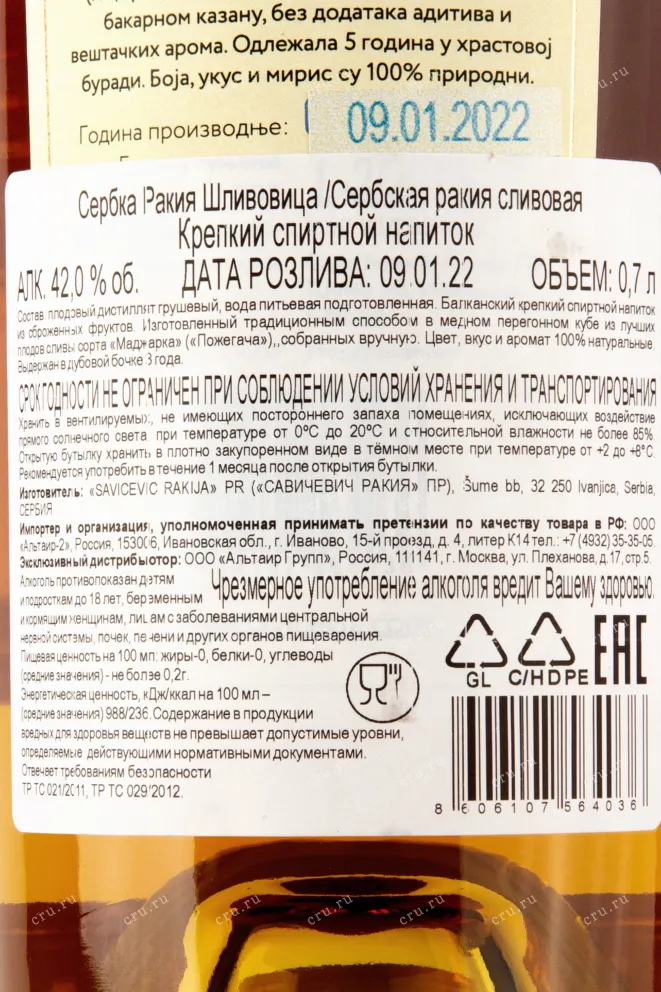 бакарном казану, без додатака адитива и
вештачких арома. Одлежала 5 година у храстовој
буради. Боја, укус и мирис су 100% природни.
Година производње: 09.01.2022
Сербка Ракия Шливовица /Сербская ракия сливовая
Крепкий спиртной напиток
АЛК. 42,0 % об. ДАТА РОЗЛИВА: 09.01.22 ОБЪЕМ: 0,7 л
Состав: плодовый дистиллят грушевый, вода питьевая подготовленная. Балканский крепкий спиртной напиток
из сброженных фруктов. Изготовленный традиционным способом в медном перегонном кубе из лучших
плодов сливы сорта «Маджарка» («Пожегача»),,собранных вручную. Цвет, вкус и аромат 100% натуральные.
Выдержан в дубовой бочке 3 года.
СРОК ГОДНОСТИ НЕ ОГРАНИЧЕН ПРИ СОБЛЮДЕНИИ УСЛОВИЙ ХРАНЕНИЯ И ТРАНСПОРТИРОВАНИЯ
Хранить в вентилируемых, не имеющих постороннего запаха помещениях, исключающих воздействие
прямого солнечного света при температуре от 0°C до 20°C и относительной влажности не более 85%.
Открытую бутылку хранить в плотно закупоренном виде в тёмном месте при температуре от +2 до +8°C.
Рекомендуется употребить в течение 1 месяца после открытия бутылки.
Изготовитель: «SAVICEVIC RAKIJA» PR («САВИЧЕВИЧ РАКИЯ» ПР), Šume bb, 32 250 Ivanjica, Serbia,
СЕРБИЯ
Импортер и организация, уполномоченная принимать претензии по качеству товара в РФ: ООО
«Альтаир-2», Россия, 153006, Ивановская обл., г. Иваново, 15-й проезд, д. 4, литер К14 тел.: +7 (4932) 35-35-05.
Эксклюзивный дистрибьютор: ООО «Альтаир Групп», Россия, 111141, г. Москва, ул. Плеханова, д.17, стр.5.
Алкоголь противопоказан детям
и подросткам до 18 лет, беременным
Чрезмерное употребление алкоголя вредит Вашему здоровью.
и кормящим женщинам, лицам с заболеваниями центральной
нервной системы, почек, печени и других органов пищеварения.
Пищевая ценность на 100 мл: жиры-0, белки-0, углеводы
(средние значения) - не более 0,2г.
Энергетическая ценность, кДж/ккал на 100 мл –
(средние значения) 988/236. Содержание в продукции
вредных для здоровья веществ не превышает допустимые уровни,
определяемые действующими нормативными документами.
Отвечает требованиям безопасности
ТР ТС 021/2011, ТР ТС 029/2012.
GL C/HDPE EAC
8 606107 564036
cru.ru